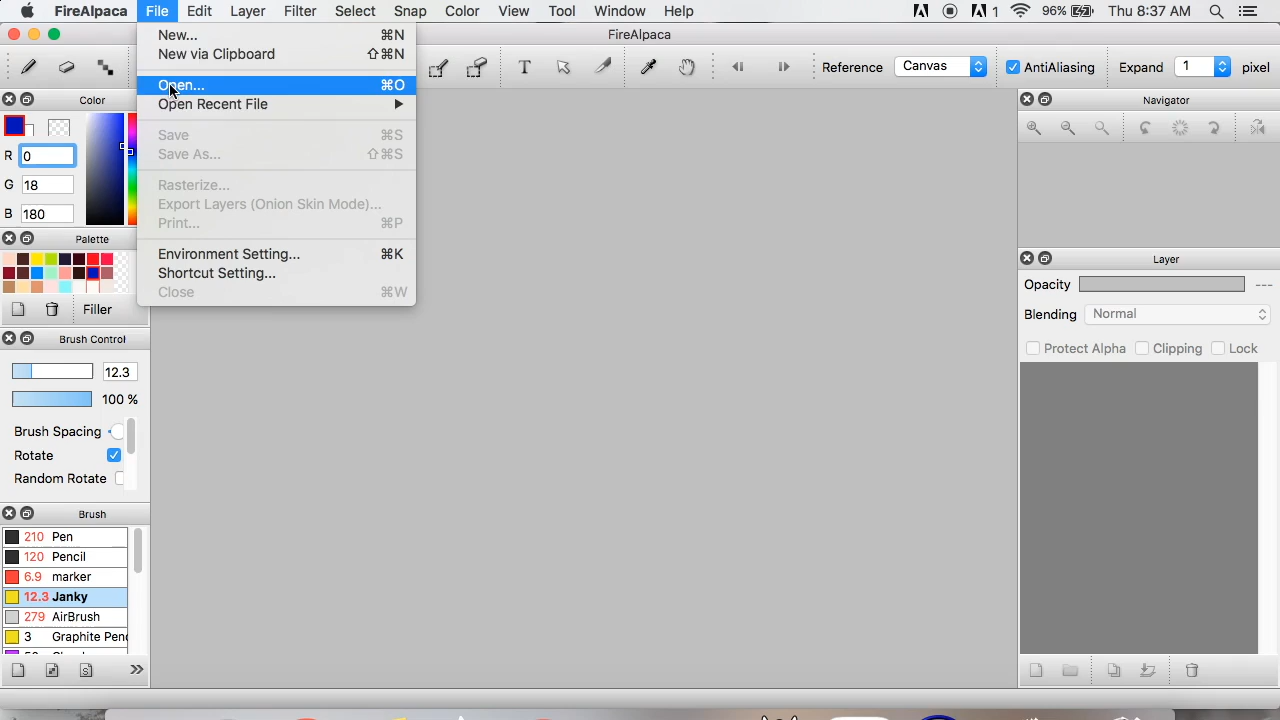 FireAlpaca File Edit Layer Filter Select Snap Color View Tool Window Help 1 96% Thu 8:37 AM
FireAlpaca
New... ⌘N
New via Clipboard ⇧⌘N
Open... ⌘O
Open Recent File ▶
Save ⌘S
Save As... ⇧⌘S
Rasterize...
Export Layers (Onion Skin Mode)...
Print... ⌘P
Environment Setting... ⌘K
Shortcut Setting...
Close ⌘W
T Reference Canvas AntiAliasing Expand 1 pixel
Color
R 0
G 18
B 180
Palette
Filler
Brush Control
12.3
100 %
Brush Spacing
Rotate
Random Rotate
Brush
210 Pen
120 Pencil
6.9 marker
12.3 Janky
279 AirBrush
3 Graphite Pen
Navigator
Layer
Opacity ---
Blending Normal
Protect Alpha Clipping Lock